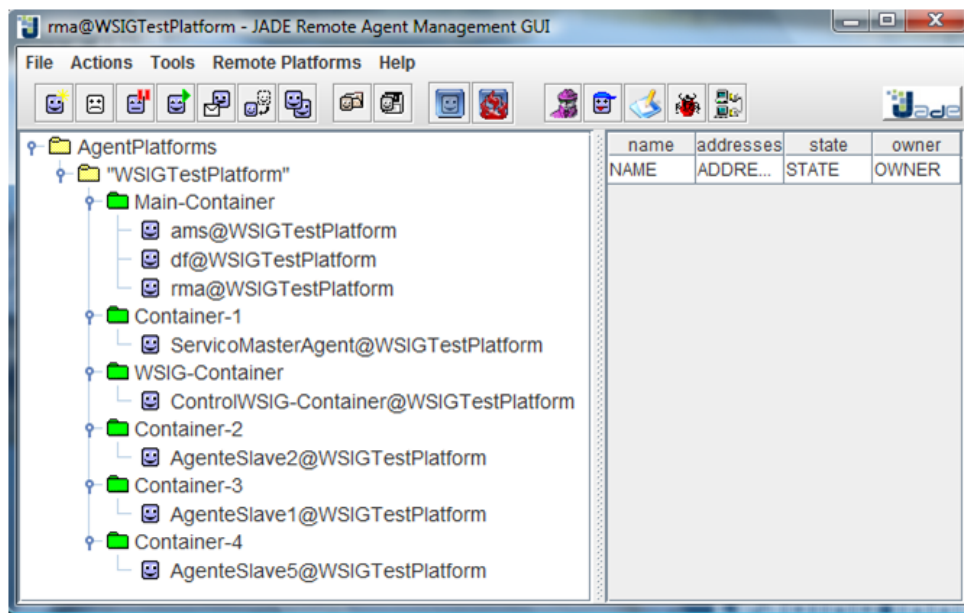 rma@WSIGTestPlatform - JADE Remote Agent Management GUI
File Actions Tools Remote Platforms Help
Jade
AgentPlatforms
"WSIGTestPlatform"
Main-Container
ams@WSIGTestPlatform
df@WSIGTestPlatform
rma@WSIGTestPlatform
Container-1
ServicoMasterAgent@WSIGTestPlatform
WSIG-Container
ControlWSIG-Container@WSIGTestPlatform
Container-2
AgenteSlave2@WSIGTestPlatform
Container-3
AgenteSlave1@WSIGTestPlatform
Container-4
AgenteSlave5@WSIGTestPlatform
name addresses state owner
NAME ADDRE... STATE OWNER